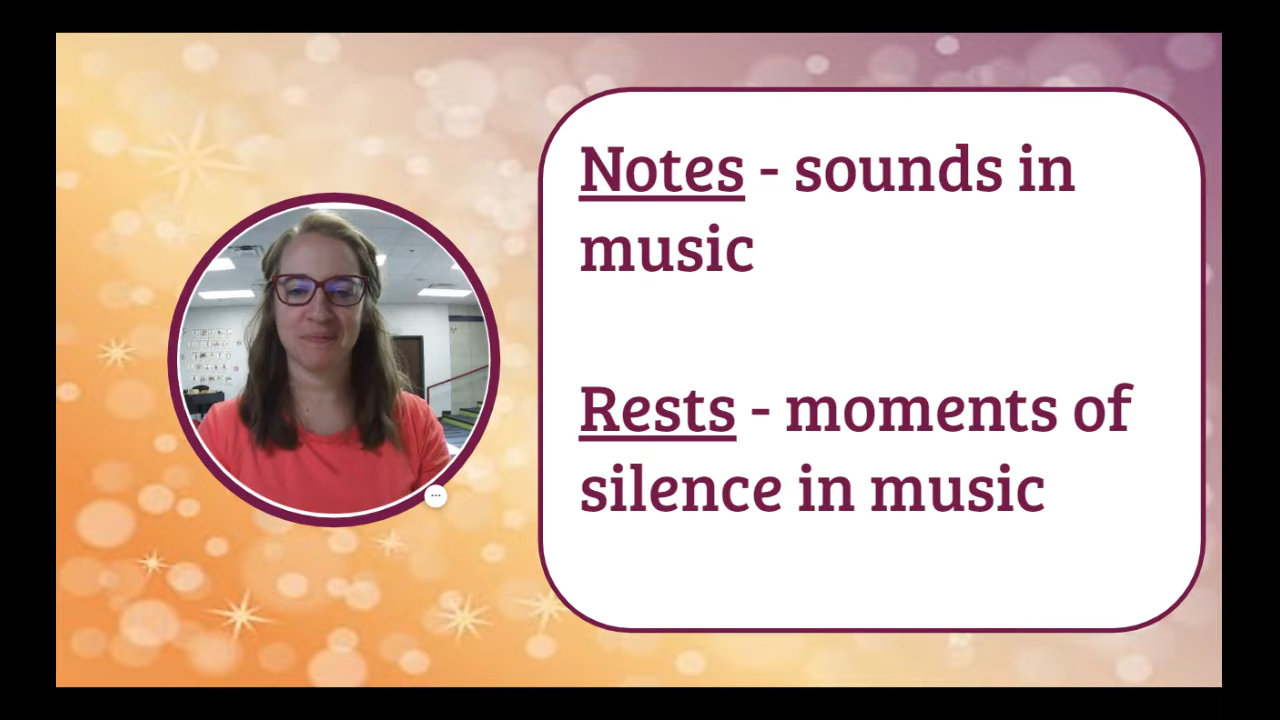 Notes - sounds in
music
Rests - moments of
silence in music